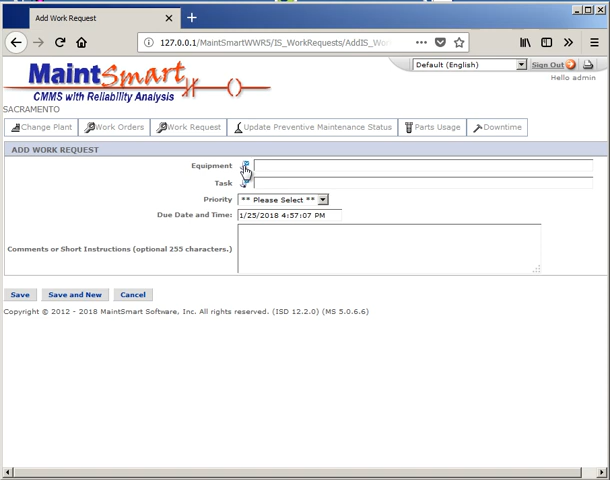 Add Work Request
127.0.0.1/MaintSmartWWR5/IS_WorkRequests/AddIS_Wor
MaintSmart
CMMS with Reliability Analysis
Default (English)
Sign Out
Hello admin
SACRAMENTO
Change Plant
Work Orders
Work Request
Update Preventive Maintenance Status
Parts Usage
Downtime
ADD WORK REQUEST
Equipment
Task
Priority
** Please Select **
Due Date and Time:
1/25/2018 4:57:07 PM
Comments or Short Instructions (optional 255 characters.)
Save
Save and New
Cancel
Copyright © 2012 - 2018 MaintSmart Software, Inc. All rights reserved. (ISD 12.2.0) (MS 5.0.6.6)